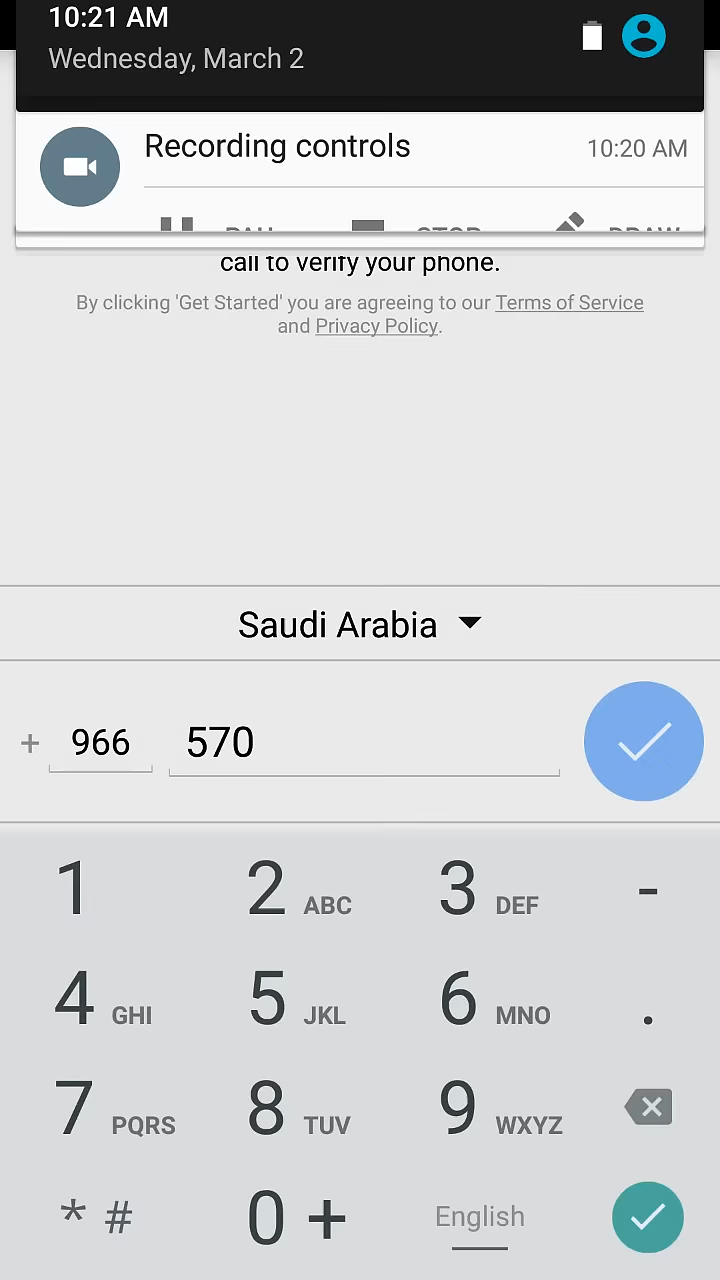 10:21 AM
Wednesday, March 2
Recording controls
10:20 AM
call to verify your phone.
By clicking 'Get Started' you are agreeing to our Terms of Service
and Privacy Policy.
Saudi Arabia
+ 966 570
1 2 ABC 3 DEF -
4 GHI 5 JKL 6 MNO .
7 PQRS 8 TUV 9 WXYZ
* # 0 + English